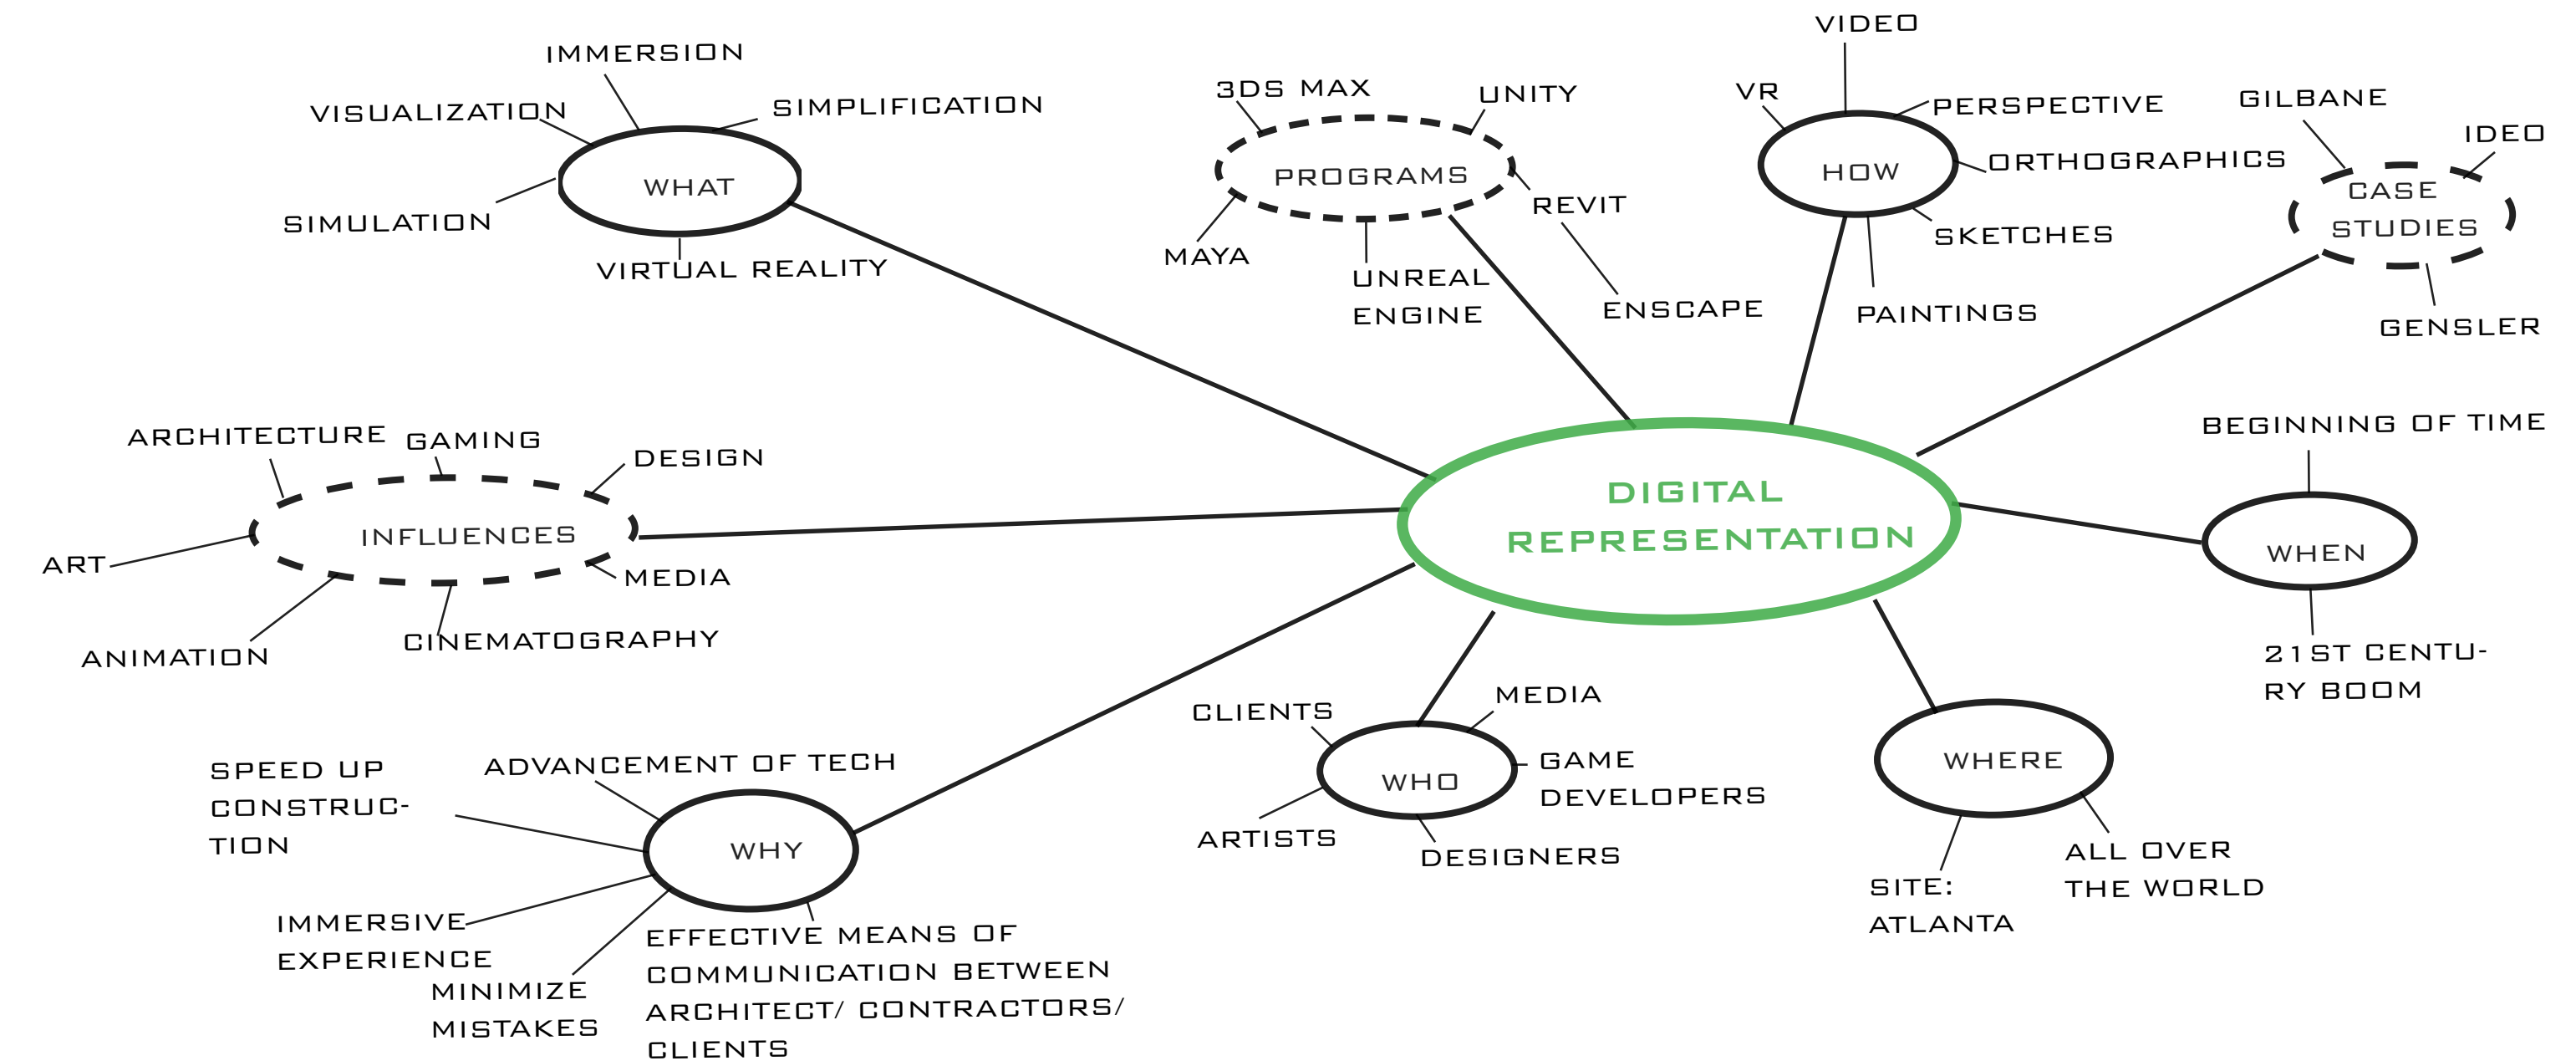 IMMERSION
VISUALIZATION
SIMPLIFICATION
WHAT
SIMULATION
VIRTUAL REALITY
3DS MAX
UNITY
PROGRAMS
REVIT
MAYA
UNREAL
ENGINE
ENSCAPE
VIDEO
VR
PERSPECTIVE
HOW
ORTHOGRAPHICS
SKETCHES
PAINTINGS
GILBANE
IDEO
CASE
STUDIES
GENSLER
ARCHITECTURE
GAMING
DESIGN
INFLUENCES
ART
MEDIA
ANIMATION
CINEMATOGRAPHY
DIGITAL
REPRESENTATION
BEGINNING OF TIME
WHEN
21ST CENTU-
RY BOOM
SPEED UP
CONSTRUC-
TION
ADVANCEMENT OF TECH
WHY
IMMERSIVE
EXPERIENCE
MINIMIZE
MISTAKES
EFFECTIVE MEANS OF
COMMUNICATION BETWEEN
ARCHITECT/ CONTRACTORS/
CLIENTS
CLIENTS
MEDIA
WHO
GAME
DEVELOPERS
ARTISTS
DESIGNERS
WHERE
SITE:
ATLANTA
ALL OVER
THE WORLD